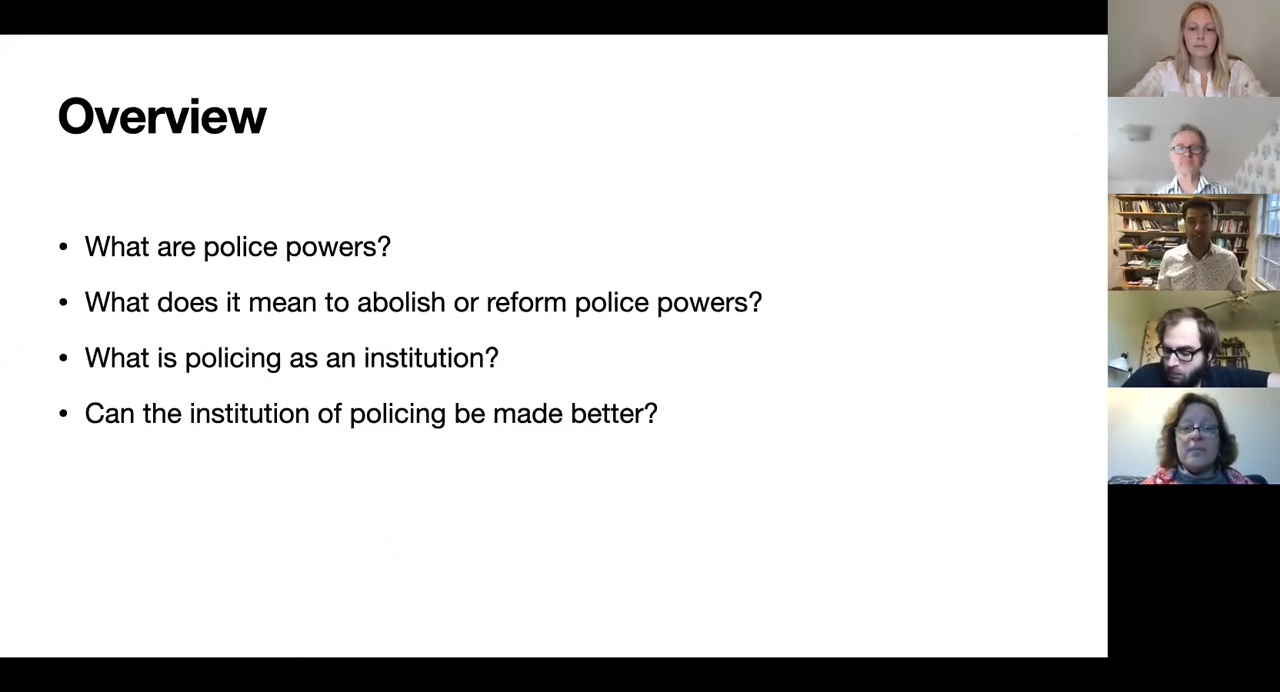 Overview
• What are police powers?
• What does it mean to abolish or reform police powers?
• What is policing as an institution?
• Can the institution of policing be made better?